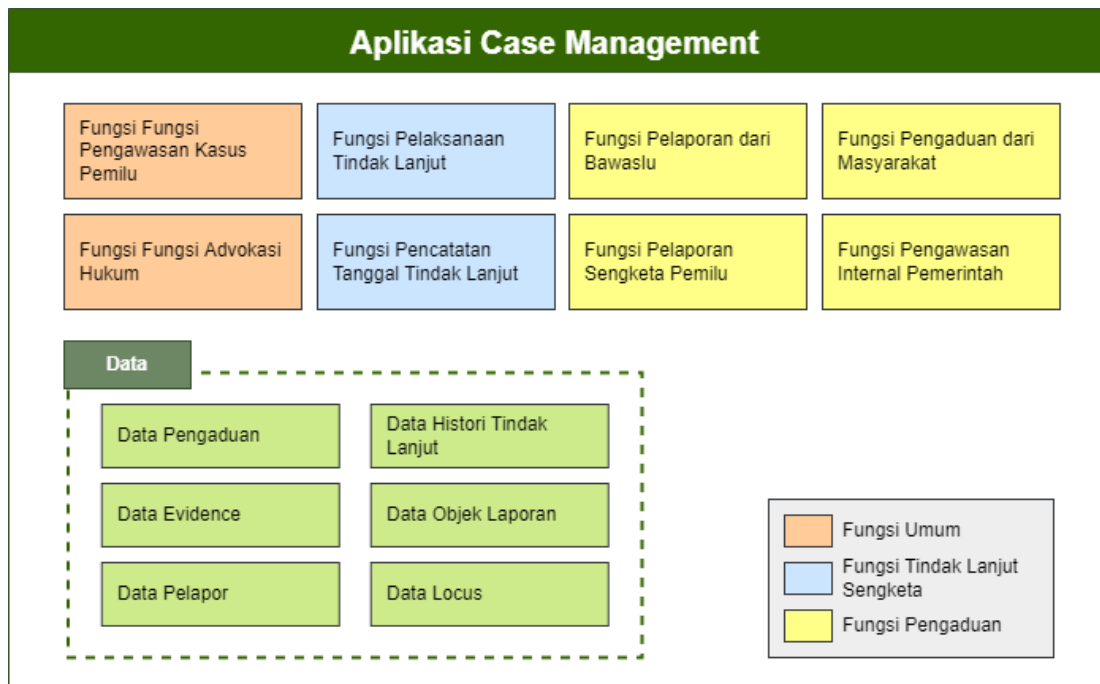 Aplikasi Case Management
Fungsi Fungsi
Pengawasan Kasus
Pemilu
Fungsi Pelaksanaan
Tindak Lanjut
Fungsi Pelaporan dari
Bawaslu
Fungsi Pengaduan dari
Masyarakat
Fungsi Fungsi Advokasi
Hukum
Fungsi Pencatatan
Tanggal Tindak Lanjut
Fungsi Pelaporan
Sengketa Pemilu
Fungsi Pengawasan
Internal Pemerintah
Data
Data Pengaduan
Data Histori Tindak
Lanjut
Data Evidence
Data Objek Laporan
Data Pelapor
Data Locus
Fungsi Umum
Fungsi Tindak Lanjut
Sengketa
Fungsi Pengaduan